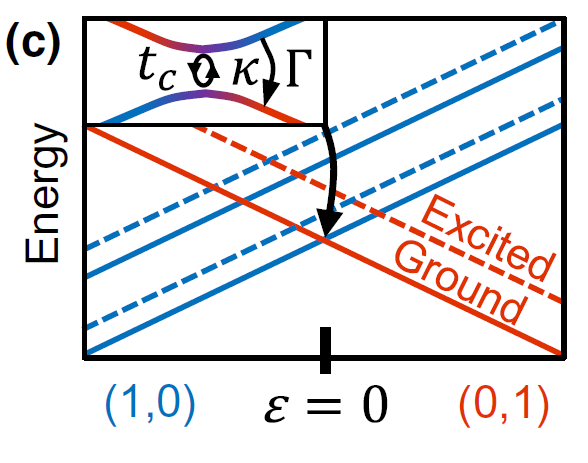 (c)
t_c κ Γ
Energy
Excited
Ground
(1,0) ε = 0 (0,1)